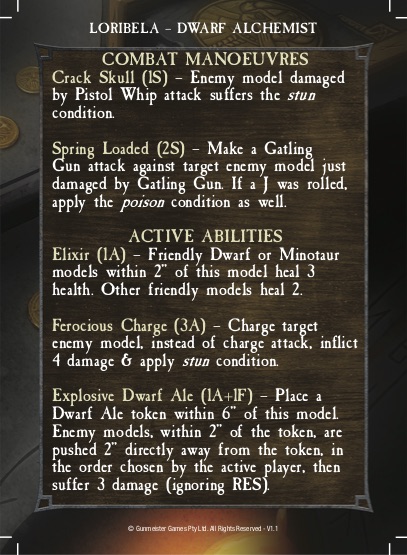 LORIBELA – DWARF ALCHEMIST
COMBAT MANOEUVRES
Crack Skull (1S) – Enemy model damaged
by Pistol Whip attack suffers the stun
condition.
Spring Loaded (2S) – Make a Gatling
Gun attack against target enemy model just
damaged by Gatling Gun. If a J was rolled,
apply the poison condition as well.
ACTIVE ABILITIES
Elixir (1A) – Friendly Dwarf or Minotaur
models within 2" of this model heal 3
health. Other friendly models heal 2.
Ferocious Charge (3A) – Charge target
enemy model, instead of charge attack, inflict
4 damage & apply stun condition.
Explosive Dwarf Ale (1A+1F) – Place a
Dwarf Ale token within 6" of this model.
Enemy models, within 2" of the token, are
pushed 2" directly away from the token, in
the order chosen by the active player, then
suffer 3 damage (ignoring RES).
© Gunmeister Games Pty Ltd. All Rights Reserved - V1.1